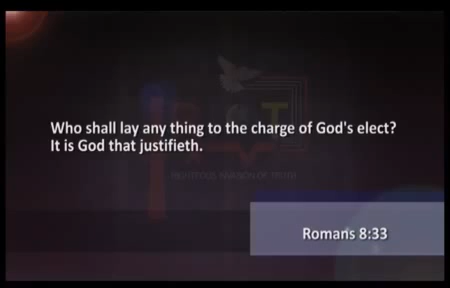 Who shall lay any thing to the charge of God's elect?
It is God that justifieth.
Romans 8:33